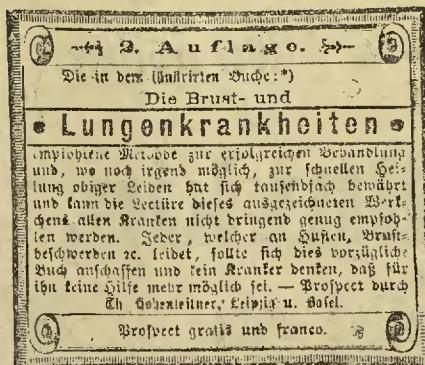 2. Auflage.
Die in dem illustrirten Buche:*)
Die Brust- und
Lungenkrankheiten
empfohlene Methode zur erfolgreichen Behandlung
und, wo noch irgend möglich, zur schnellen Hei-
lung obiger Leiden hat sich tausendfach bewährt
und kann die Lectüre dieses ausgezeichneten Werk-
chens allen Kranken nicht dringend genug empfoh-
len werden. Jeder, welcher an Husten, Brust-
beschwerden ꝛc. leidet, sollte sich dies vorzügliche
Buch anschaffen und kein Kranker denken, daß für
ihn keine Hilfe mehr möglich sei. — Prospect durch
Th. Hohenleitner, Leipzig u. Basel.
Prospect gratis und franco.